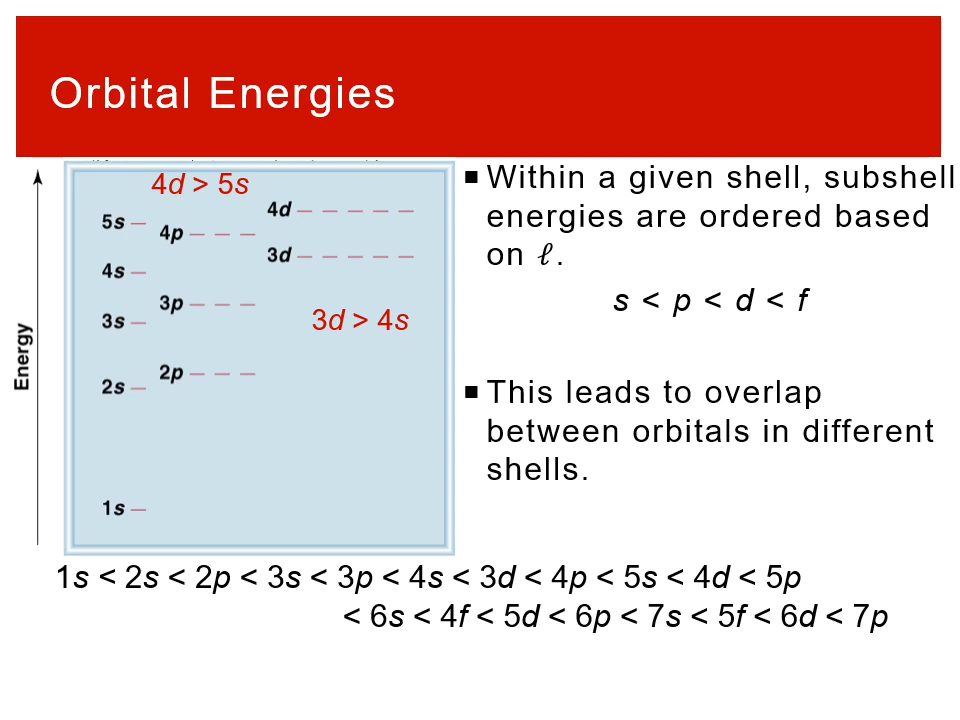 Orbital Energies
4d > 5s
5s
4p
4d
4s
3d
3s
3p
3d > 4s
2s
2p
1s
Energy
▪ Within a given shell, subshell
energies are ordered based
on ℓ.
s < p < d < f
▪ This leads to overlap
between orbitals in different
shells.
1s < 2s < 2p < 3s < 3p < 4s < 3d < 4p < 5s < 4d < 5p
< 6s < 4f < 5d < 6p < 7s < 5f < 6d < 7p